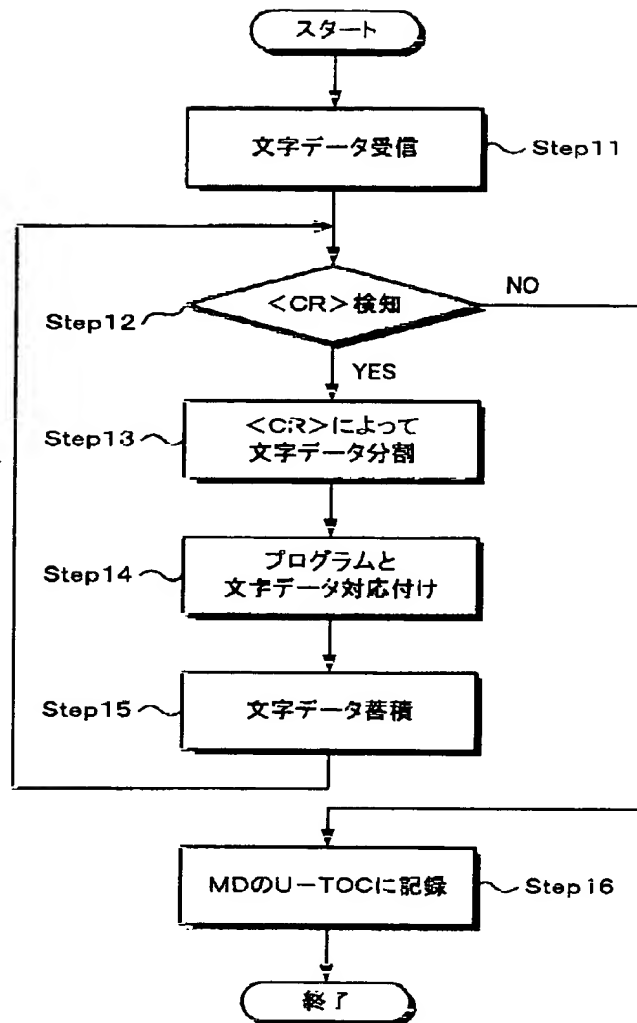 スタート
文字データ受信
Step11
<CR>検知
NO
Step12
YES
<CR>によって
文字データ分割
Step13
プログラムと
文字データ対応付け
Step14
文字データ蓄積
Step15
MDのU-TOCに記録
Step16
終了